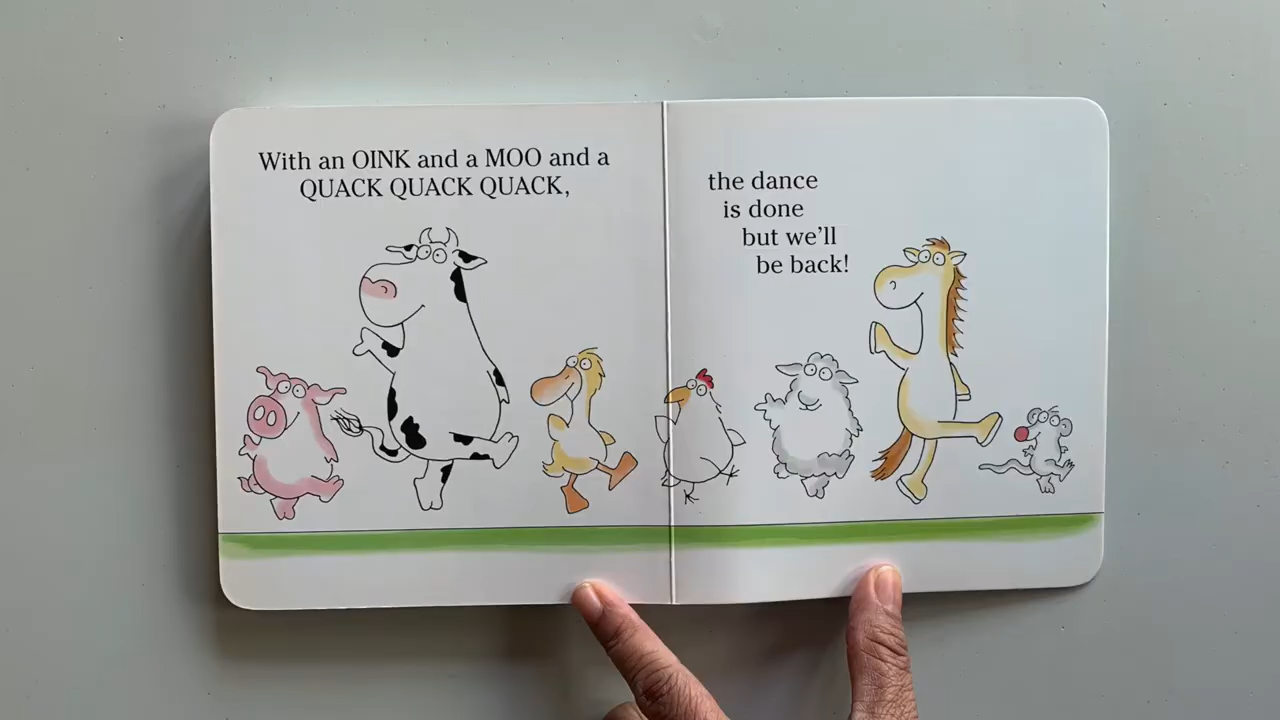 With an OINK and a MOO and a
QUACK QUACK QUACK,
the dance
is done
but we'll
be back!